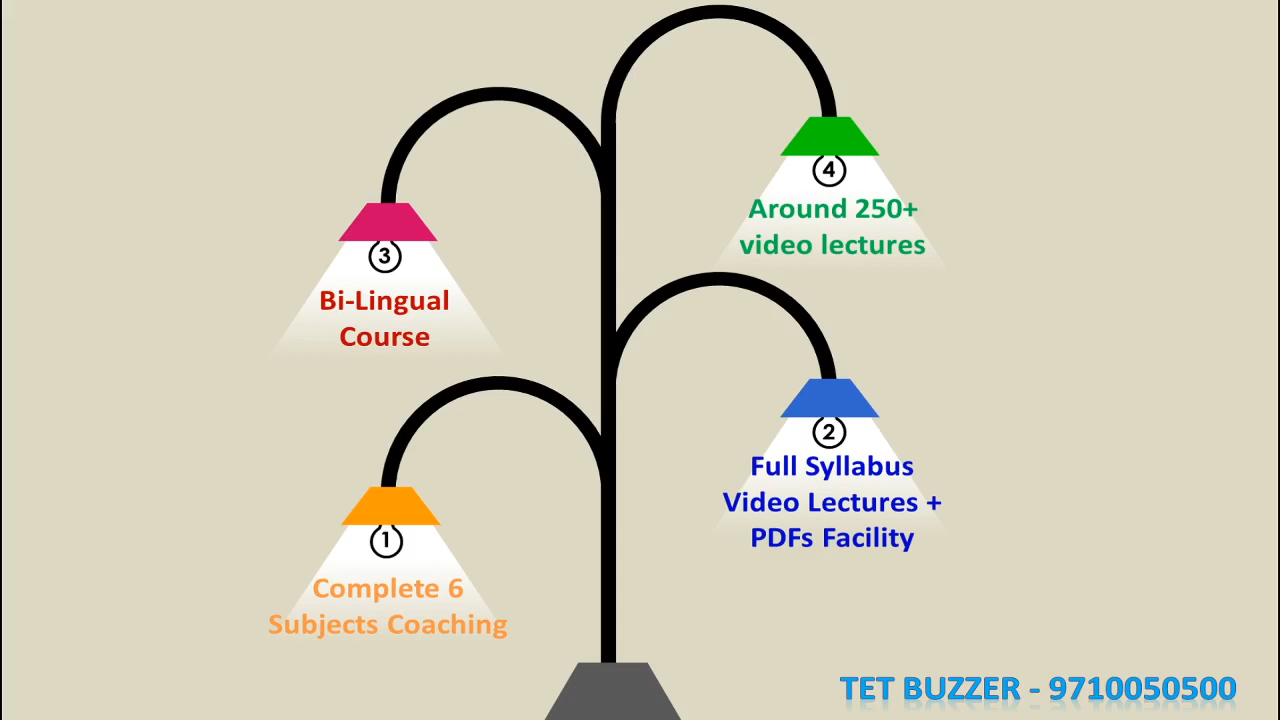 4
Around 250+
video lectures
3
Bi-Lingual
Course
2
Full Syllabus
Video Lectures +
PDFs Facility
1
Complete 6
Subjects Coaching
TET BUZZER - 9710050500